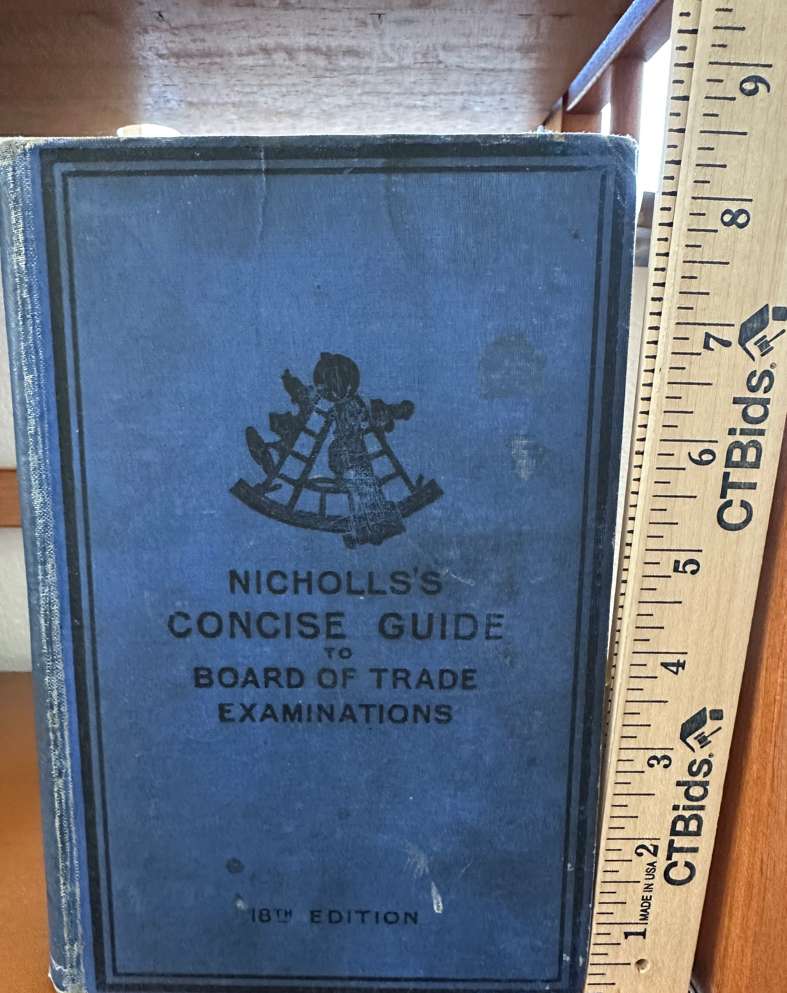 NICHOLLS'S
CONCISE GUIDE
TO
BOARD OF TRADE
EXAMINATIONS
18TH EDITION
9
8
7
CTBids.
6
5
4
3
CTBids.
2
MADE IN USA
1